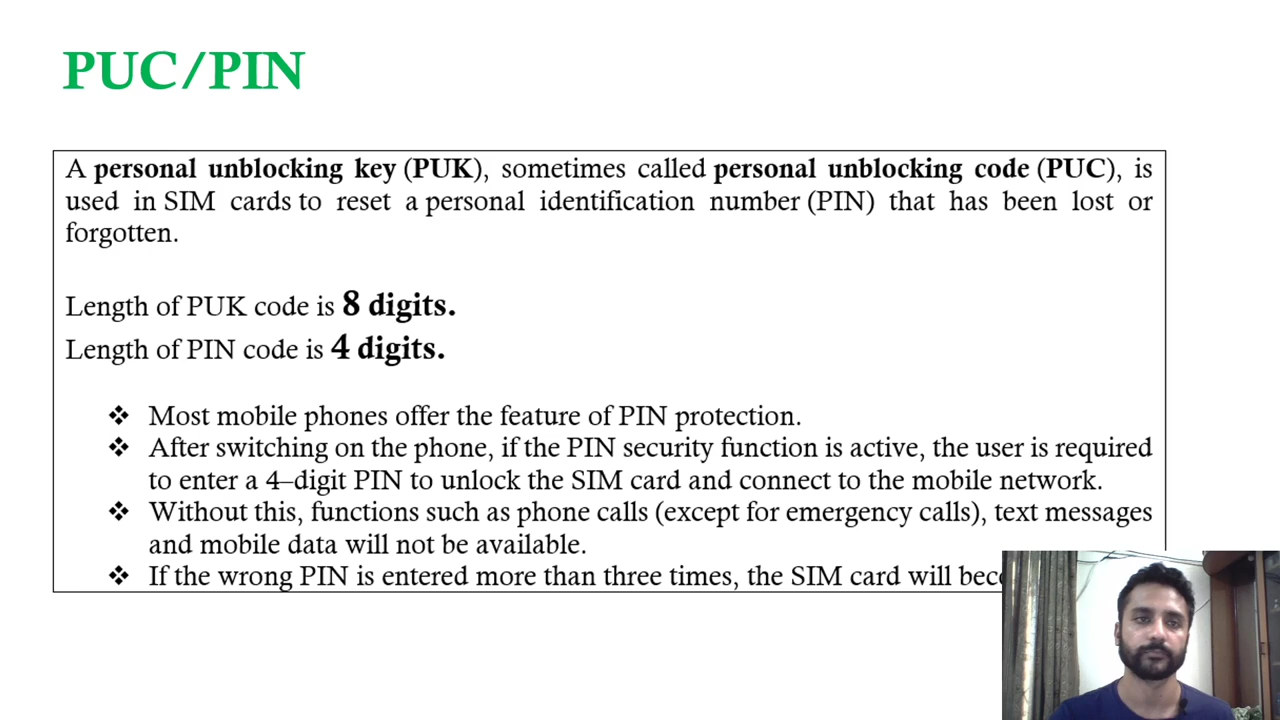 PUC/PIN
A personal unblocking key (PUK), sometimes called personal unblocking code (PUC), is
used in SIM cards to reset a personal identification number (PIN) that has been lost or
forgotten.
Length of PUK code is 8 digits.
Length of PIN code is 4 digits.
❖ Most mobile phones offer the feature of PIN protection.
❖ After switching on the phone, if the PIN security function is active, the user is required
to enter a 4–digit PIN to unlock the SIM card and connect to the mobile network.
❖ Without this, functions such as phone calls (except for emergency calls), text messages
and mobile data will not be available.
❖ If the wrong PIN is entered more than three times, the SIM card will